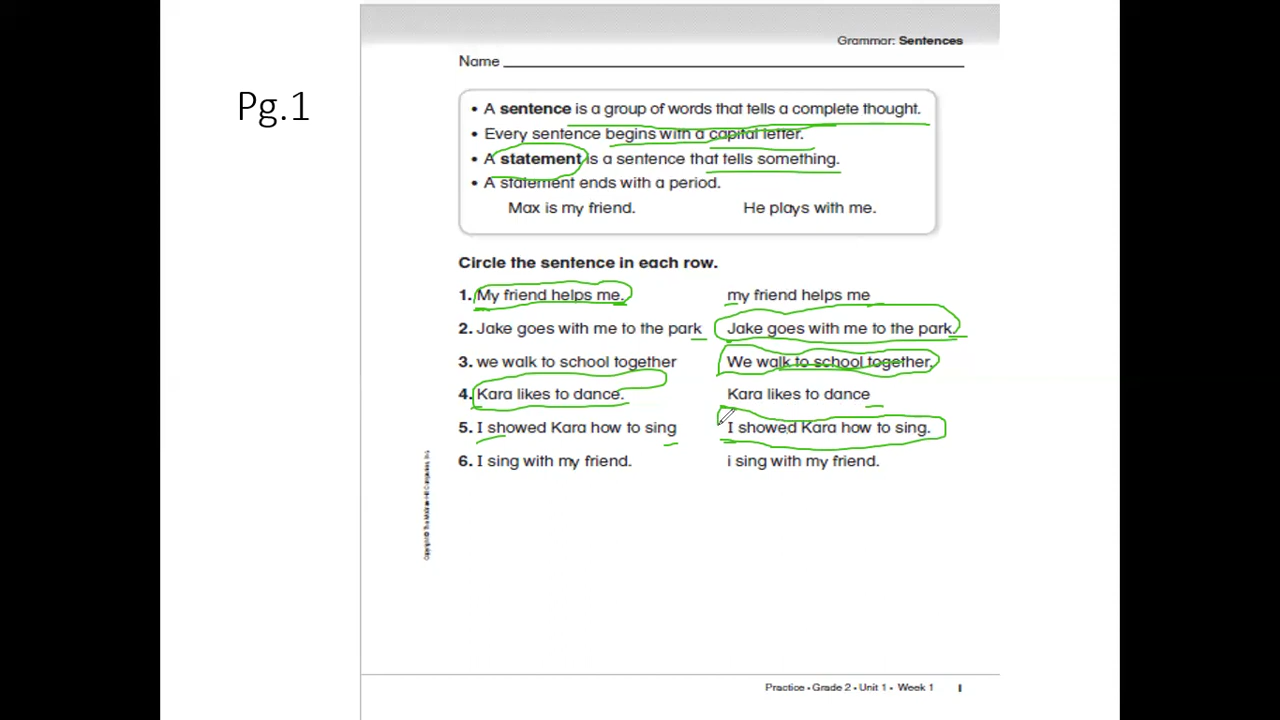 Grammar: Sentences
Name
Pg.1
• A sentence is a group of words that tells a complete thought.
• Every sentence begins with a capital letter.
• A statement is a sentence that tells something.
• A statement ends with a period.
Max is my friend. He plays with me.
Circle the sentence in each row.
1. My friend helps me. my friend helps me
2. Jake goes with me to the park Jake goes with me to the park.
3. we walk to school together We walk to school together.
4. Kara likes to dance. Kara likes to dance
5. I showed Kara how to sing I showed Kara how to sing.
6. I sing with my friend. i sing with my friend.
Practice • Grade 2 • Unit 1 • Week 1 1